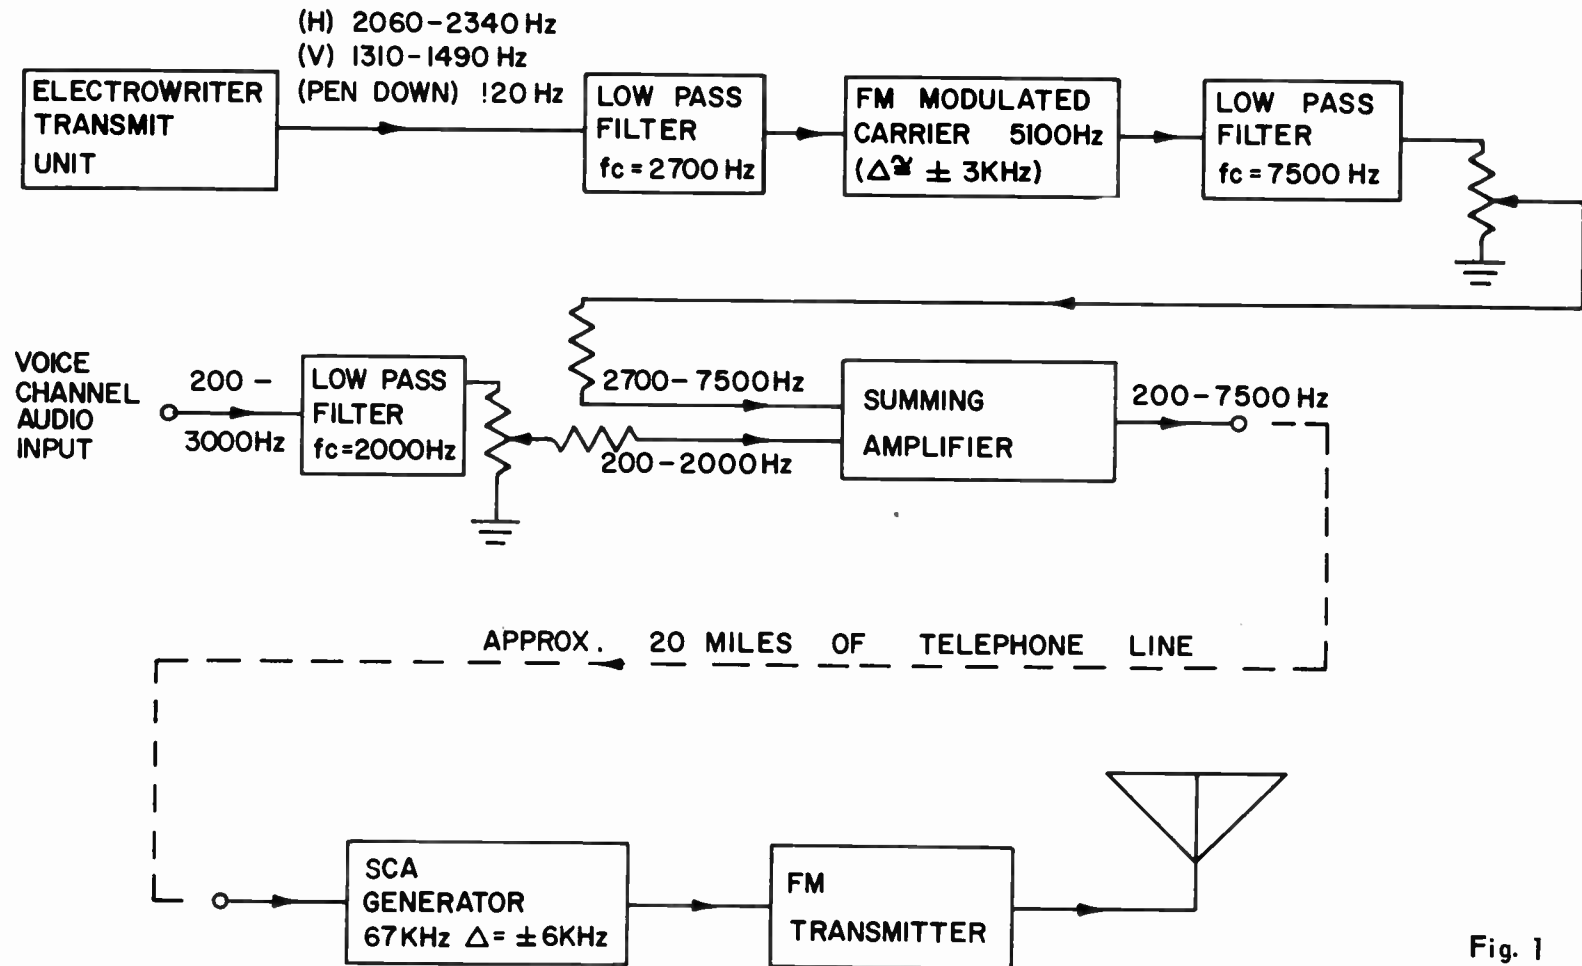 (H) 2060-2340 Hz
(V) 1310-1490 Hz
(PEN DOWN) !20 Hz
ELECTROWRITER
TRANSMIT
UNIT
LOW PASS
FILTER
fc = 2700 Hz
FM MODULATED
CARRIER 5100Hz
(Δ≅ ± 3KHz)
LOW PASS
FILTER
fc = 7500 Hz
VOICE
CHANNEL
AUDIO
INPUT
200 -
3000Hz
LOW PASS
FILTER
fc=2000Hz
2700-7500Hz
200-2000Hz
SUMMING
AMPLIFIER
200-7500 Hz
APPROX. 20 MILES OF TELEPHONE LINE
SCA
GENERATOR
67KHz Δ= ±6KHz
FM
TRANSMITTER
Fig. 1